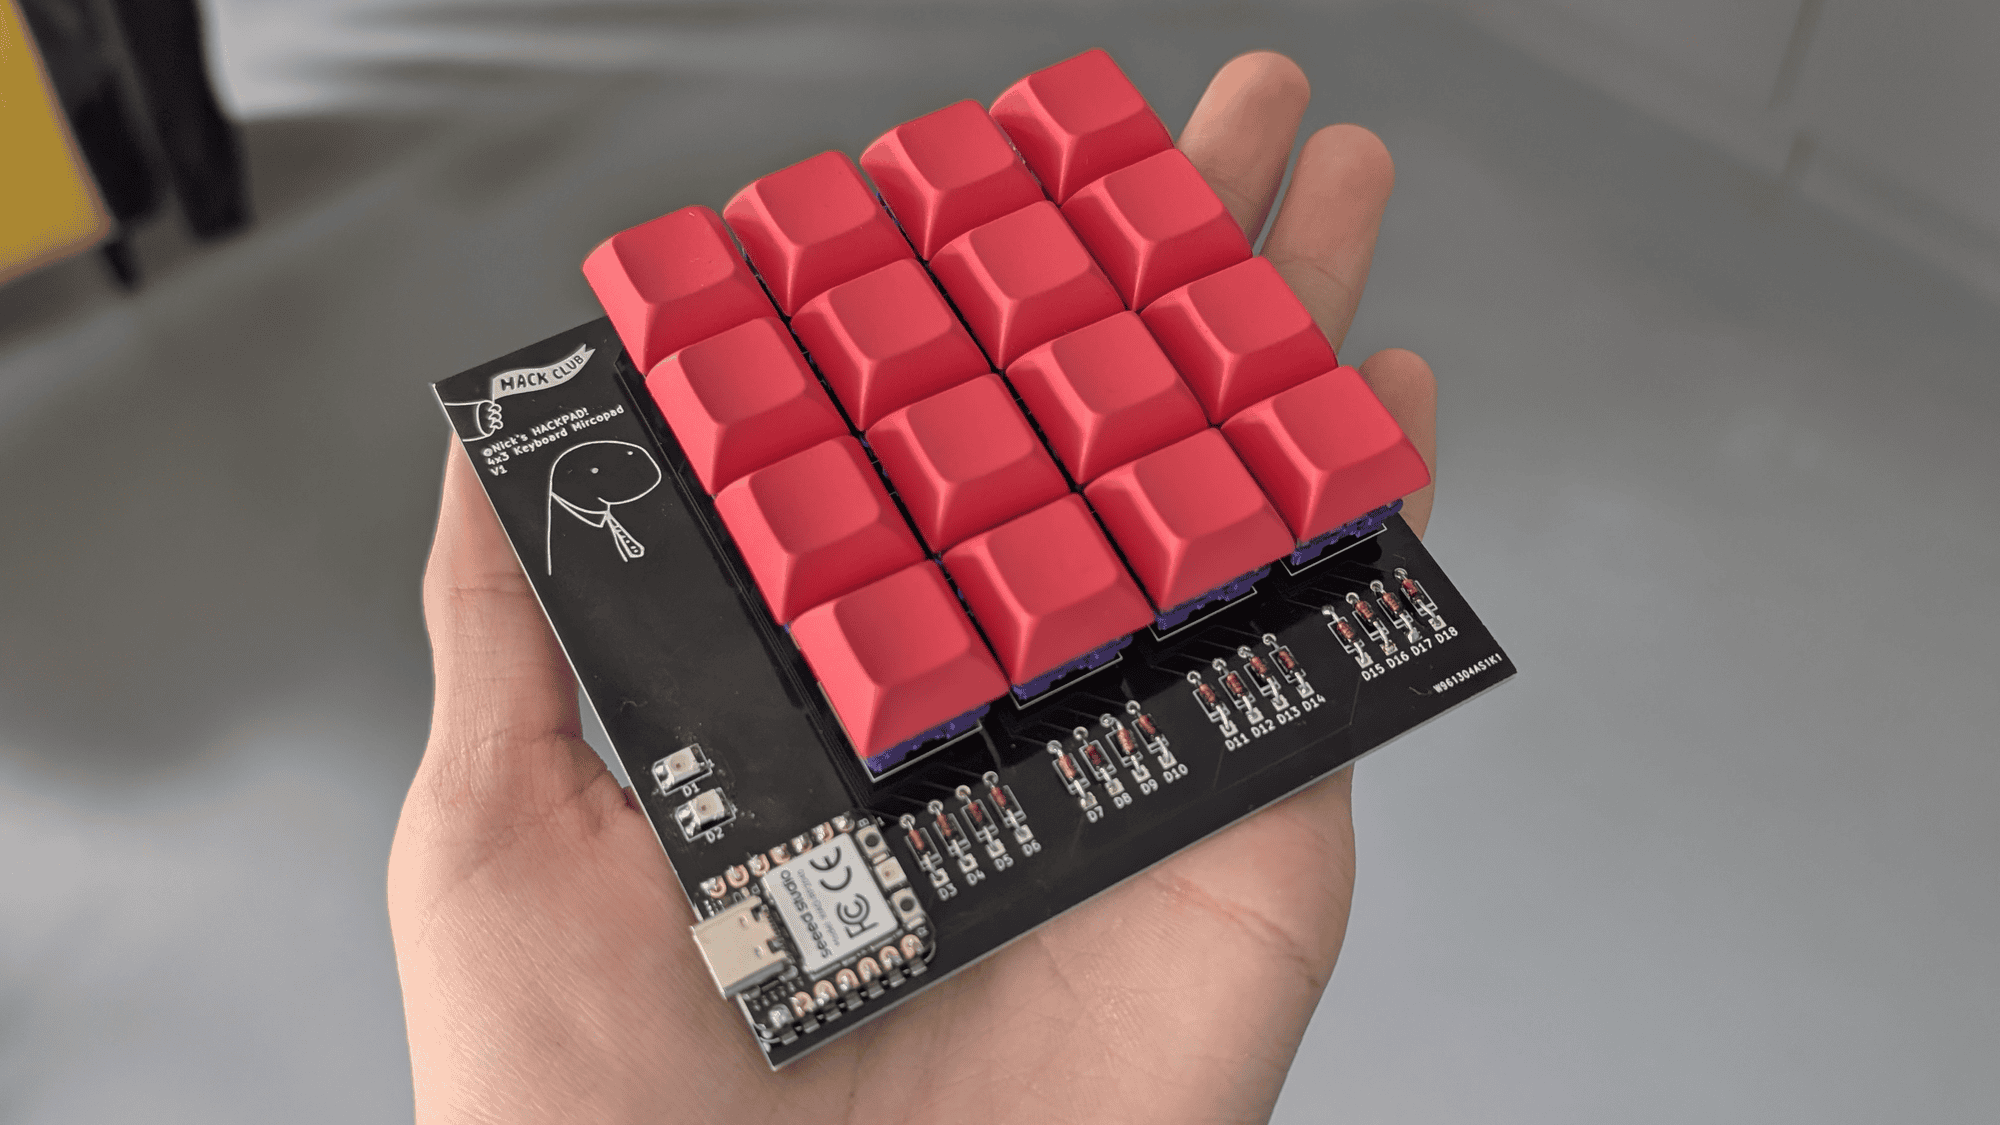 HACK CLUB
@Nick's HACKPAD!
4x3 Keyboard Mircopad
V1
D1
D2
D3 D4 D5 D6
D7 D8 D9 D10
D11 D12 D13 D14
D15 D16 D17 D18
W961304AS1K1
seeed studio
FC CE